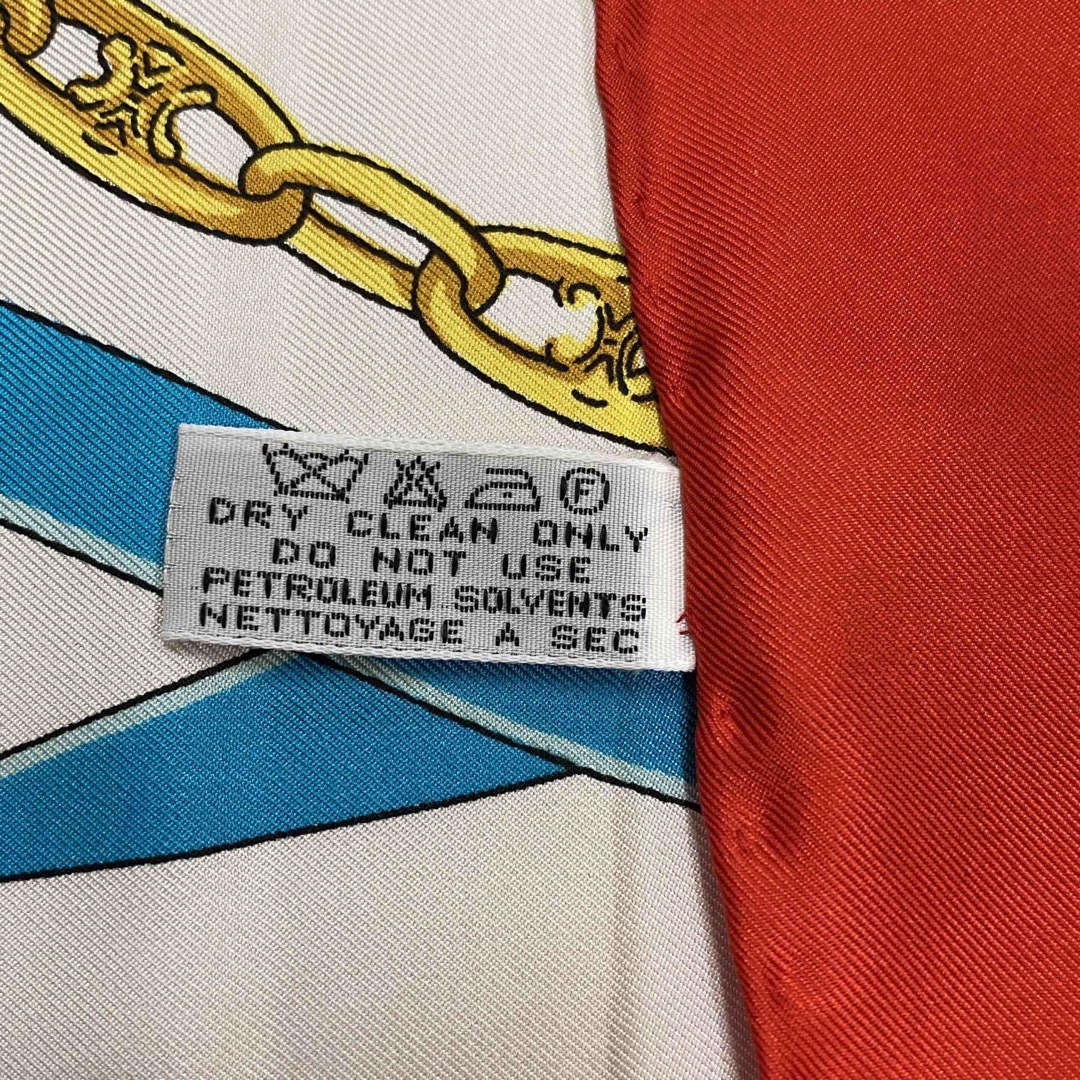 F
DRY CLEAN ONLY
DO NOT USE
PETROLEUM SOLVENTS
NETTOYAGE A SEC